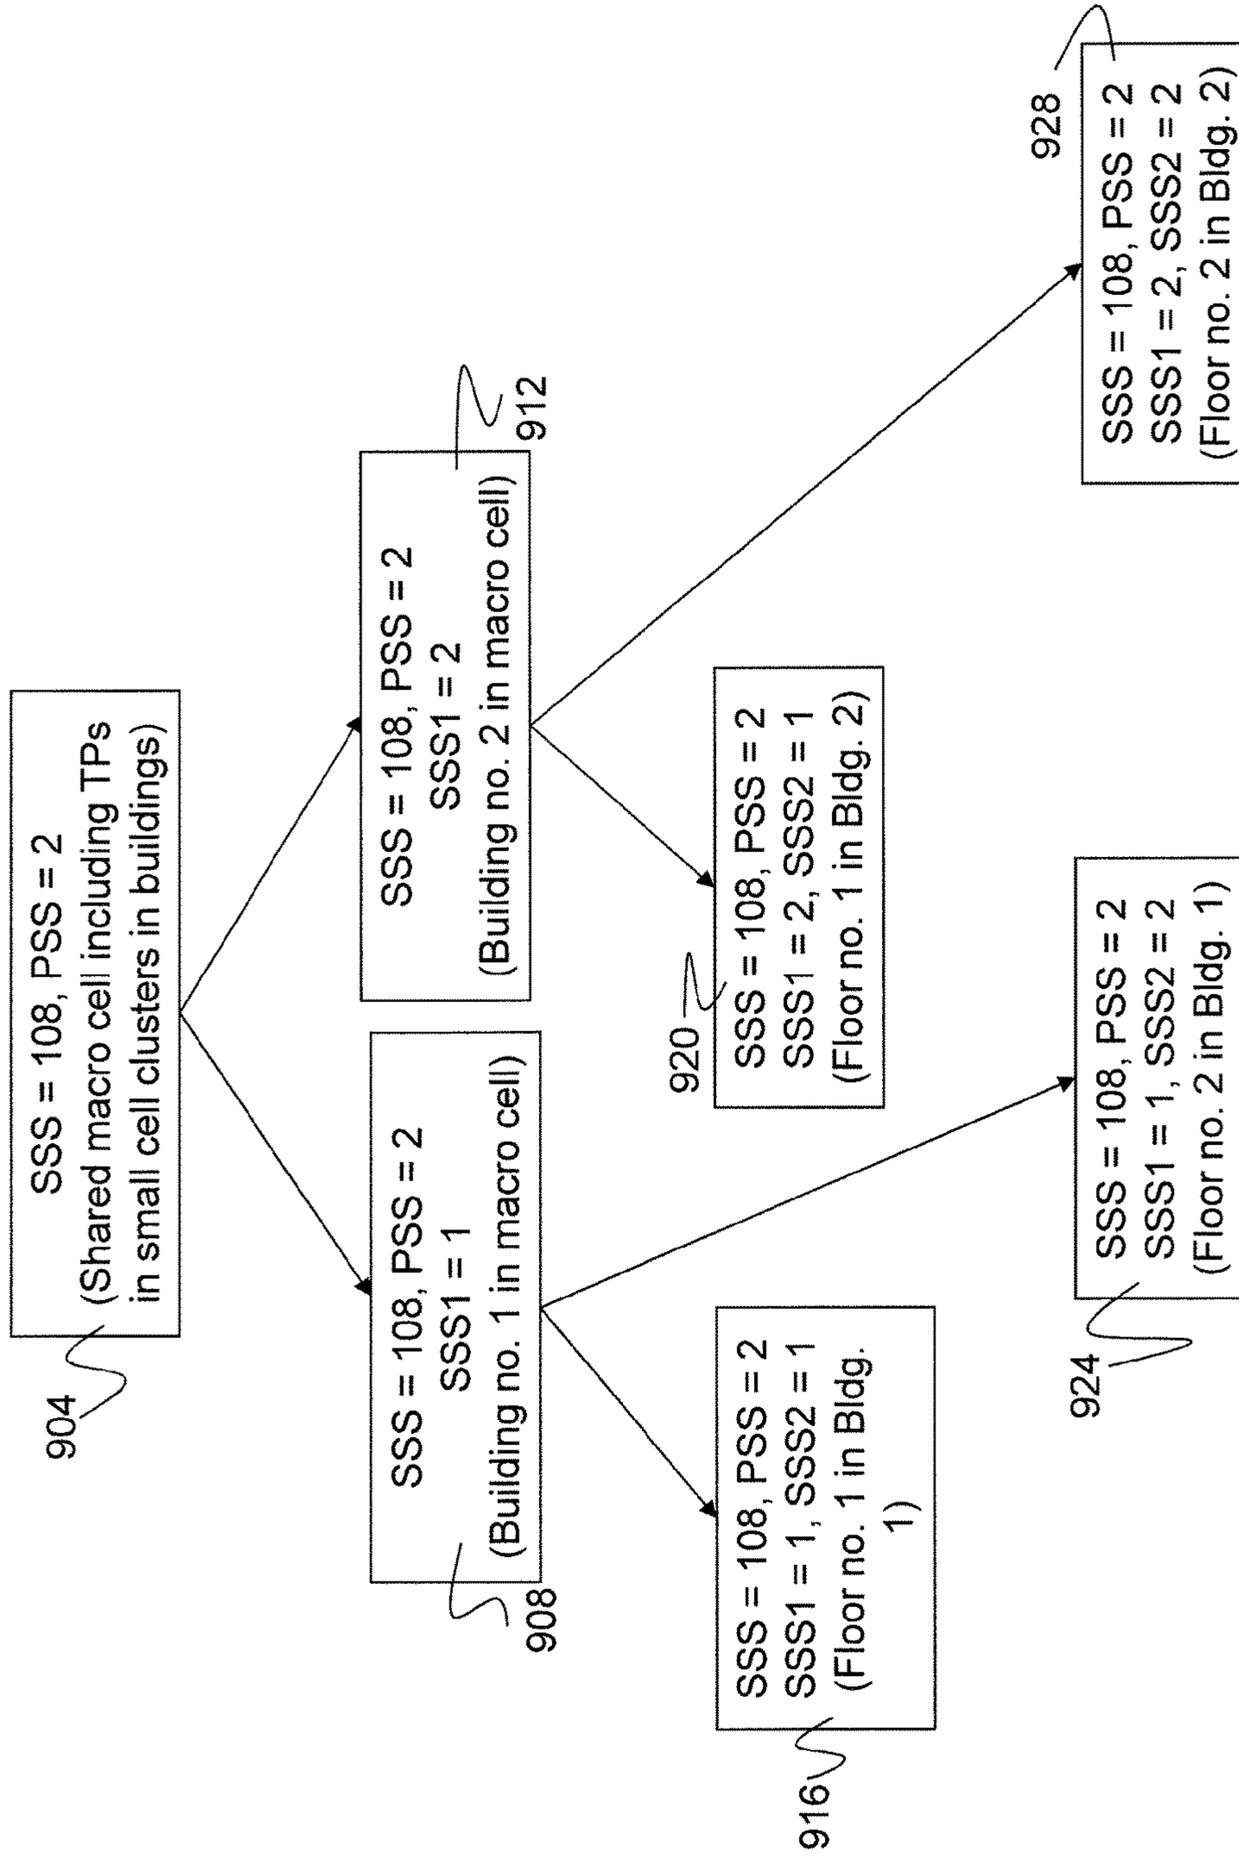 904
SSS = 108, PSS = 2
(Shared macro cell including TPs
in small cell clusters in buildings)
908
SSS = 108, PSS = 2
SSS1 = 1
(Building no. 1 in macro cell)
SSS = 108, PSS = 2
SSS1 = 2
(Building no. 2 in macro cell)
912
916
SSS = 108, PSS = 2
SSS1 = 1, SSS2 = 1
(Floor no. 1 in Bldg.
1)
920
SSS = 108, PSS = 2
SSS1 = 2, SSS2 = 1
(Floor no. 1 in Bldg. 2)
924
SSS = 108, PSS = 2
SSS1 = 1, SSS2 = 2
(Floor no. 2 in Bldg. 1)
928
SSS = 108, PSS = 2
SSS1 = 2, SSS2 = 2
(Floor no. 2 in Bldg. 2)